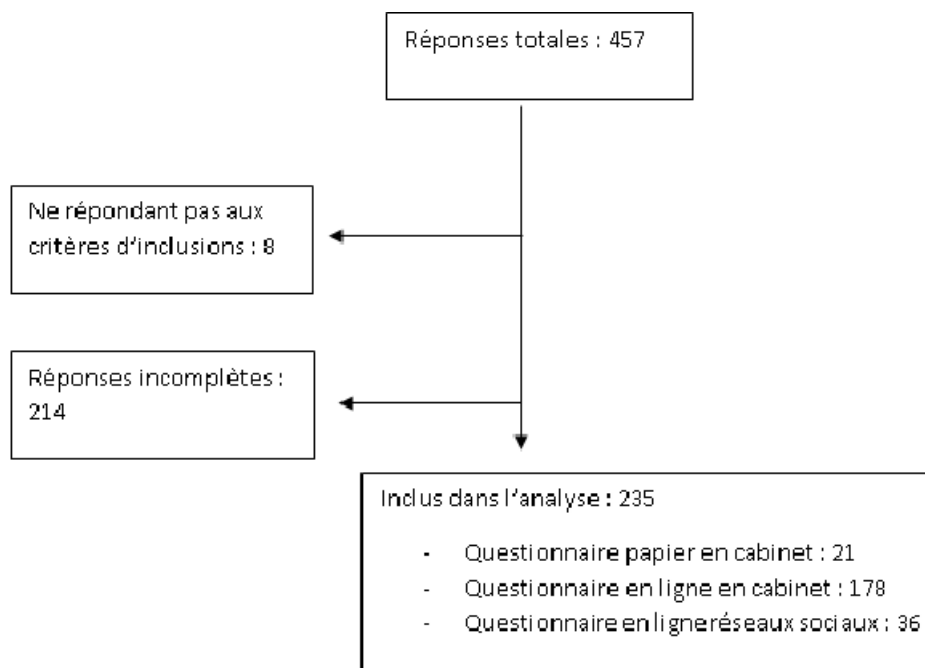 Réponses totales : 457
Ne répondant pas aux
critères d'inclusions : 8
Réponses incomplètes :
214
Inclus dans l'analyse : 235
- Questionnaire papier en cabinet : 21
- Questionnaire en ligne en cabinet : 178
- Questionnaire en ligne réseaux sociaux : 36